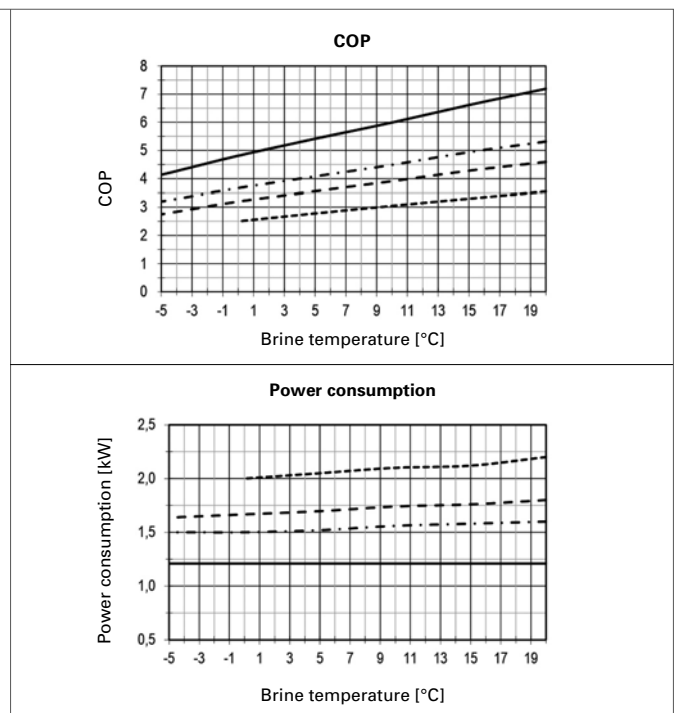 COP
8
7
6
5
4
3
2
1
0
COP
-5 -3 -1 1 3 5 7 9 11 13 15 17 19
Brine temperature [°C]
Power consumption
2,5
2,0
1,5
1,0
0,5
Power consumption [kW]
-5 -3 -1 1 3 5 7 9 11 13 15 17 19
Brine temperature [°C]